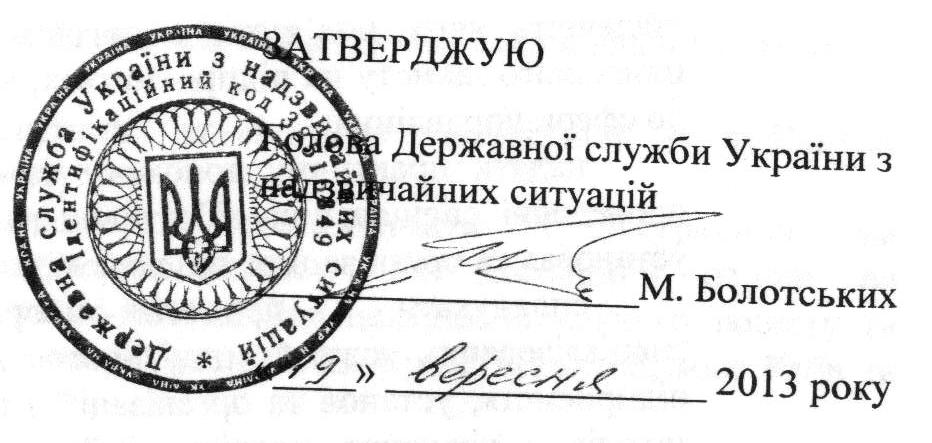 ЗАТВЕРДЖУЮ
Голова Державної служби України з
надзвичайних ситуацій
М. Болотських
«19» вересня 2013 року
Державна служба України з надзвичайних ситуацій *
Ідентифікаційний код
УКРАЇНА